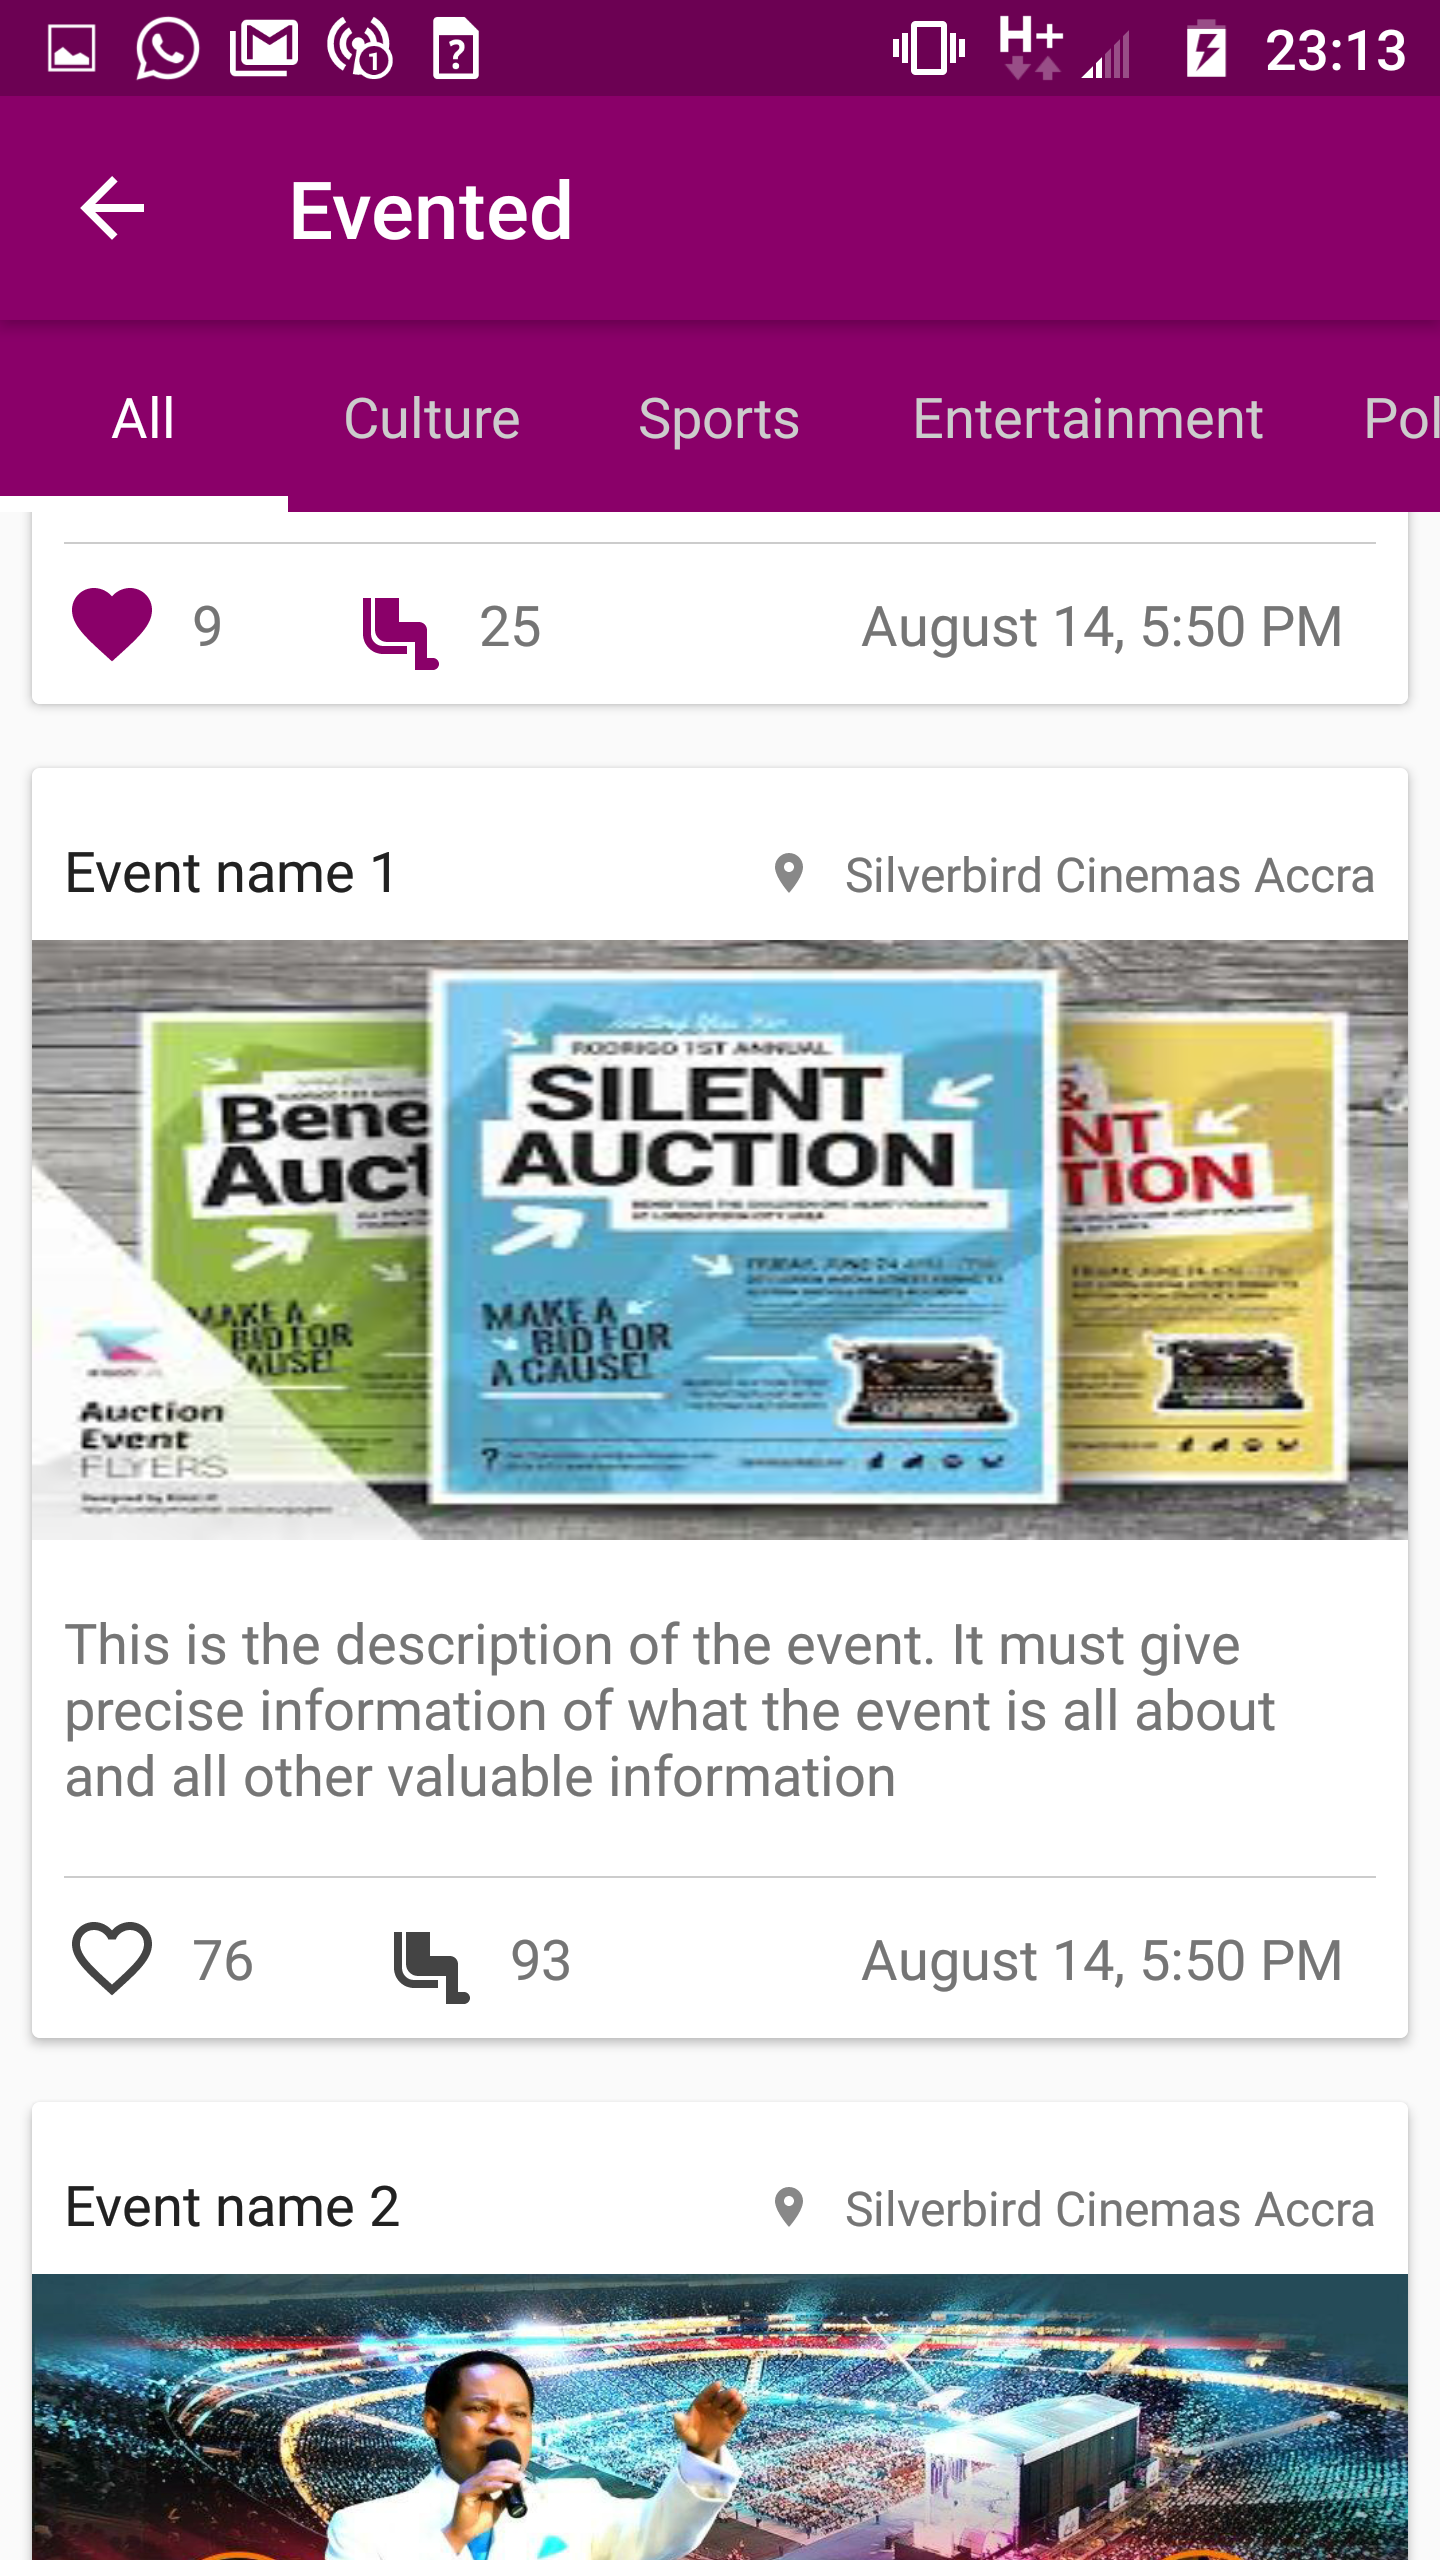 23:13
Evented
All Culture Sports Entertainment Pol
9 25 August 14, 5:50 PM
Event name 1 Silverbird Cinemas Accra
RODRIGO 1ST ANNUAL
SILENT
AUCTION
MAKE A
BID FOR
A CAUSE!
Bene
Auct
MAKE A
BID FOR
AUSE!
&
NT
TION
Auction
Event
FLYERS
This is the description of the event. It must give
precise information of what the event is all about
and all other valuable information
76 93 August 14, 5:50 PM
Event name 2 Silverbird Cinemas Accra